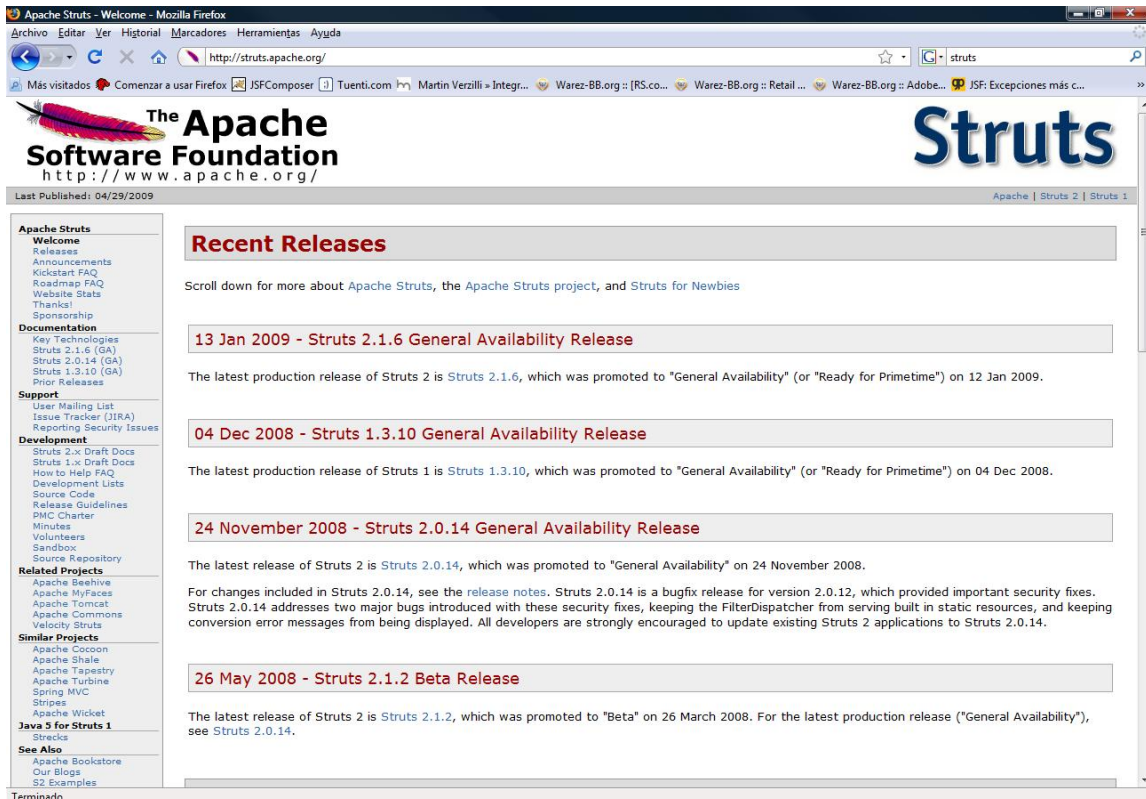 Apache Struts - Welcome - Mozilla Firefox
Archivo Editar Ver Historial Marcadores Herramientas Ayuda
http://struts.apache.org/
struts
Más visitados Comenzar a usar Firefox JSFComposer Tuenti.com Martin Verzilli » Integr... Warez-BB.org :: [RS.co... Warez-BB.org :: Retail ... Warez-BB.org :: Adobe... JSF: Excepciones más c... »
The Apache
Software Foundation
http://www.apache.org/
Struts
Last Published: 04/29/2009
Apache | Struts 2 | Struts 1
Apache Struts
Welcome
Releases
Announcements
Kickstart FAQ
Roadmap FAQ
Website Stats
Thanks!
Sponsorship
Documentation
Key Technologies
Struts 2.1.6 (GA)
Struts 2.0.14 (GA)
Struts 1.3.10 (GA)
Prior Releases
Support
User Mailing List
Issue Tracker (JIRA)
Reporting Security Issues
Development
Struts 2.x Draft Docs
Struts 1.x Draft Docs
How to Help FAQ
Development Lists
Source Code
Release Guidelines
PMC Charter
Minutes
Volunteers
Sandbox
Source Repository
Related Projects
Apache Beehive
Apache MyFaces
Apache Tomcat
Apache Commons
Velocity Struts
Similar Projects
Apache Cocoon
Apache Shale
Apache Tapestry
Apache Turbine
Spring MVC
Stripes
Apache Wicket
Java 5 for Struts 1
Strecks
See Also
Apache Bookstore
Our Blogs
S2 Examples
Recent Releases
Scroll down for more about Apache Struts, the Apache Struts project, and Struts for Newbies
13 Jan 2009 - Struts 2.1.6 General Availability Release
The latest production release of Struts 2 is Struts 2.1.6, which was promoted to "General Availability" (or "Ready for Primetime") on 12 Jan 2009.
04 Dec 2008 - Struts 1.3.10 General Availability Release
The latest production release of Struts 1 is Struts 1.3.10, which was promoted to "General Availability" (or "Ready for Primetime") on 04 Dec 2008.
24 November 2008 - Struts 2.0.14 General Availability Release
The latest release of Struts 2 is Struts 2.0.14, which was promoted to "General Availability" on 24 November 2008.
For changes included in Struts 2.0.14, see the release notes. Struts 2.0.14 is a bugfix release for version 2.0.12, which provided important security fixes.
Struts 2.0.14 addresses two major bugs introduced with these security fixes, keeping the FilterDispatcher from serving built in static resources, and keeping
conversion error messages from being displayed. All developers are strongly encouraged to update existing Struts 2 applications to Struts 2.0.14.
26 May 2008 - Struts 2.1.2 Beta Release
The latest release of Struts 2 is Struts 2.1.2, which was promoted to "Beta" on 26 March 2008. For the latest production release ("General Availability"),
see Struts 2.0.14.
Terminado